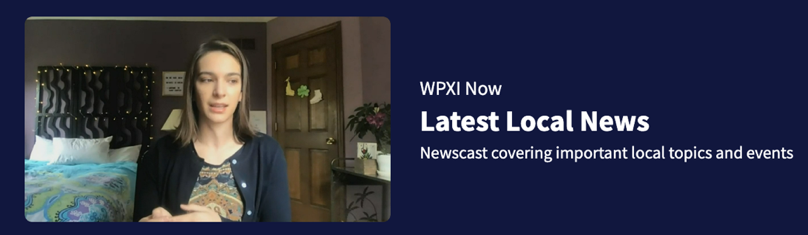 WPXI Now
Latest Local News
Newscast covering important local topics and events